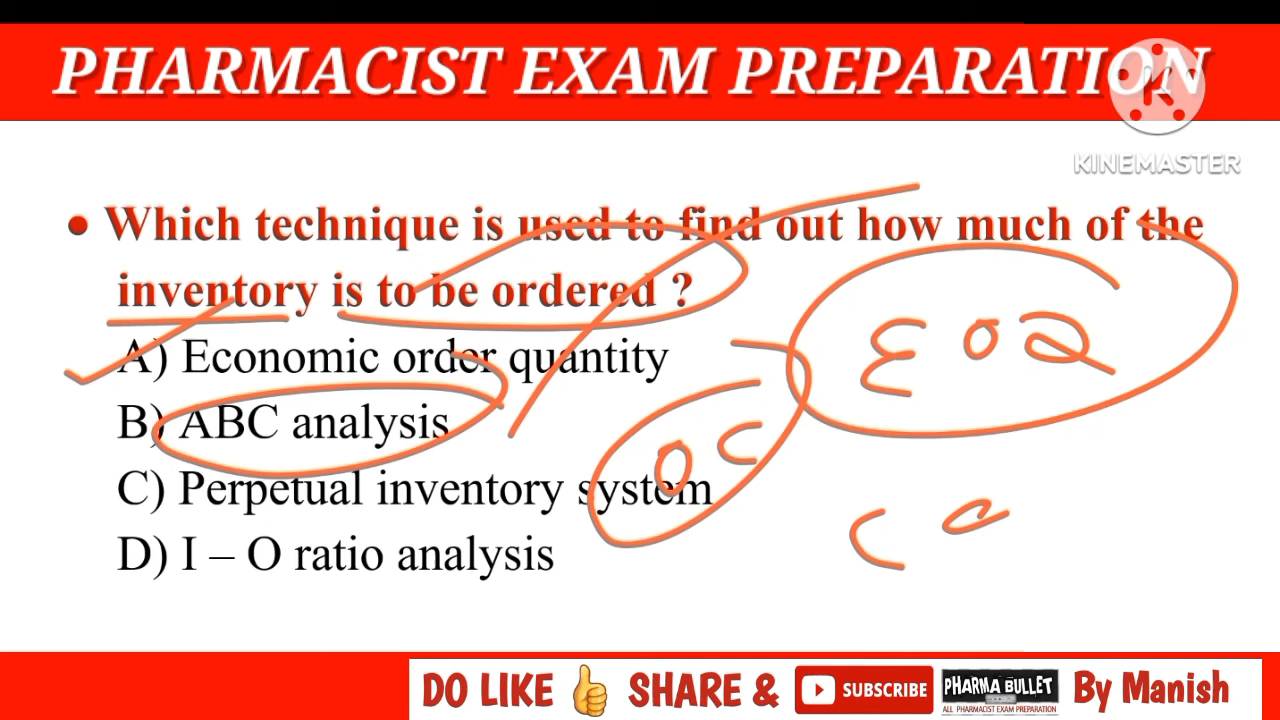 PHARMACIST EXAM PREPARATION
KINEMASTER
• Which technique is used to find out how much of the
inventory is to be ordered ?
A) Economic order quantity
EOQ
B) ABC analysis
OC
C) Perpetual inventory system
D) I – O ratio analysis
DO LIKE 👍 SHARE & SUBSCRIBE PHARMA BULLET By Manish
ALL PHARMACIST EXAM PREPARATION